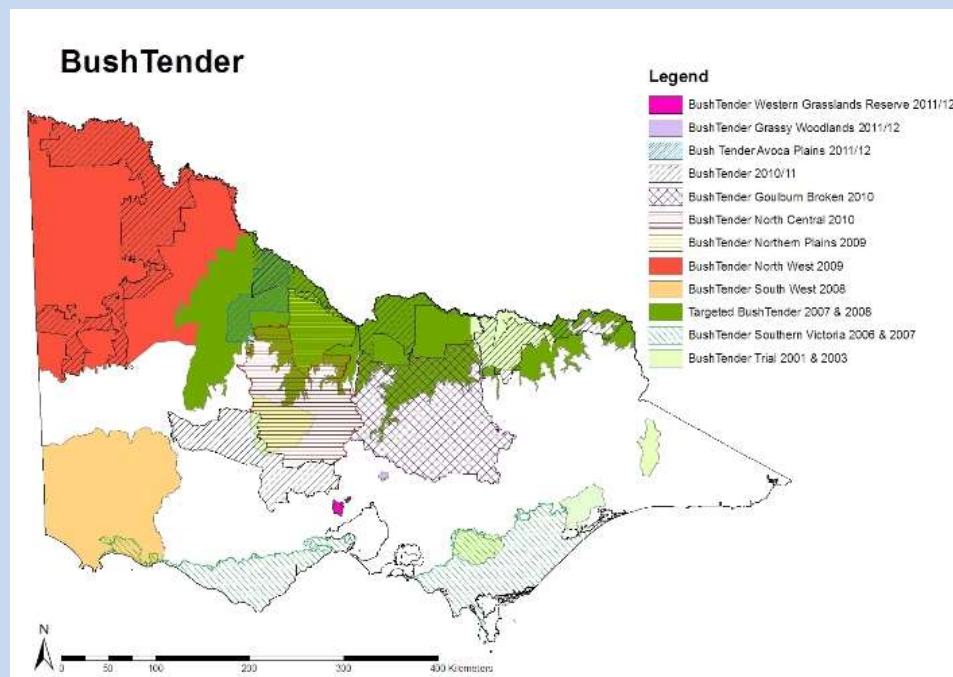 BushTender
Legend
BushTender Western Grasslands Reserve 2011/12
BushTender Grassy Woodlands 2011/12
Bush Tender Avoca Plains 2011/12
BushTender 2010/11
BushTender Goulburn Broken 2010
BushTender North Central 2010
BushTender Northern Plains 2009
BushTender North West 2009
BushTender South West 2008
Targeted BushTender 2007 & 2008
BushTender Southern Victoria 2006 & 2007
BushTender Trial 2001 & 2003
N
0 50 100 200 300 400 Kilometers